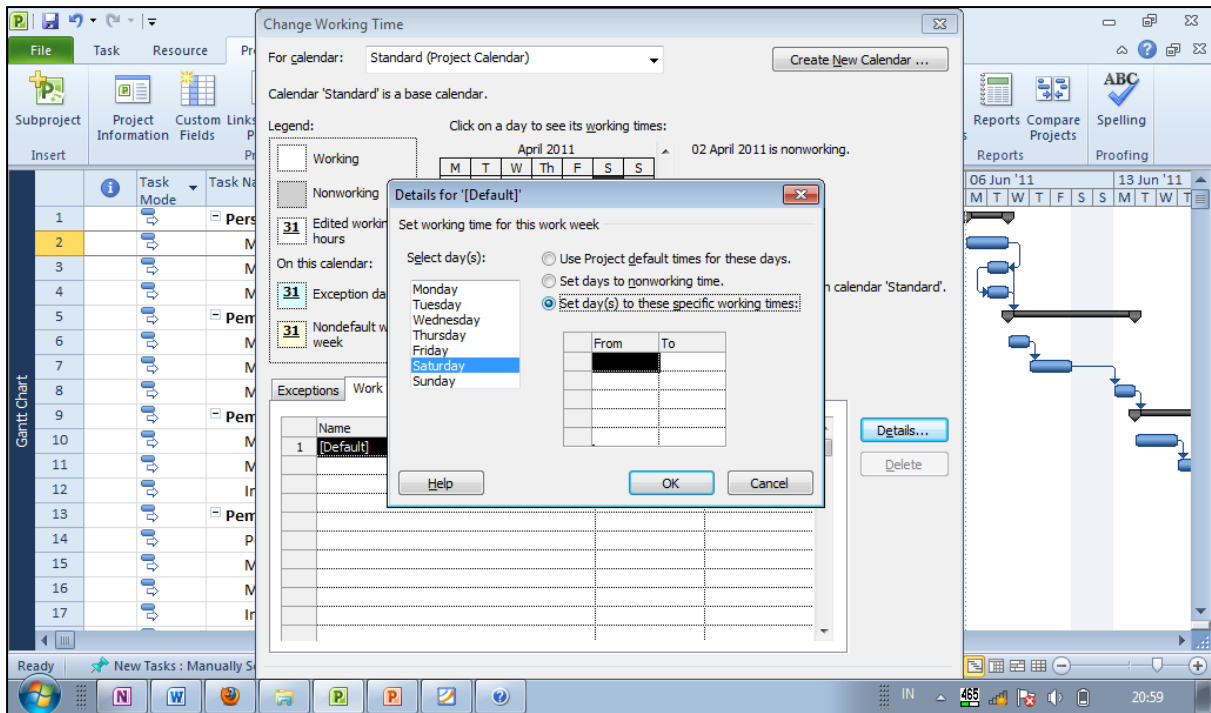 Change Working Time
File Task Resource Pr
For calendar: Standard (Project Calendar) Create New Calendar ...
Calendar 'Standard' is a base calendar.
Subproject
Project Information
Custom Fields
Links
P
Insert
Pr
Reports
Compare Projects
ABC
Spelling
s
Reports
Proofing
Legend:
Click on a day to see its working times:
Working
Nonworking
31 Edited workin
hours
On this calendar:
31 Exception da
31 Nondefault w
week
April 2011
M T W Th F S S
02 April 2011 is nonworking.
n calendar 'Standard'.
Details for '[Default]'
Set working time for this work week
Select day(s):
Monday
Tuesday
Wednesday
Thursday
Friday
Saturday
Sunday
Use Project default times for these days.
Set days to nonworking time.
Set day(s) to these specific working times:
From To
Help OK Cancel
Exceptions Work
Name
1 [Default]
Details...
Delete
Task Mode
Task Na
1 Pers
2 M
3 M
4 M
5 Pem
6 M
7 M
8 M
9 Pem
10 M
11 M
12 Ir
13 Pem
14 P
15 M
16 M
17 Ir
Gantt Chart
06 Jun '11 13 Jun '11
M T W T F S S M T W T
Ready New Tasks : Manually S
IN 465 20:59